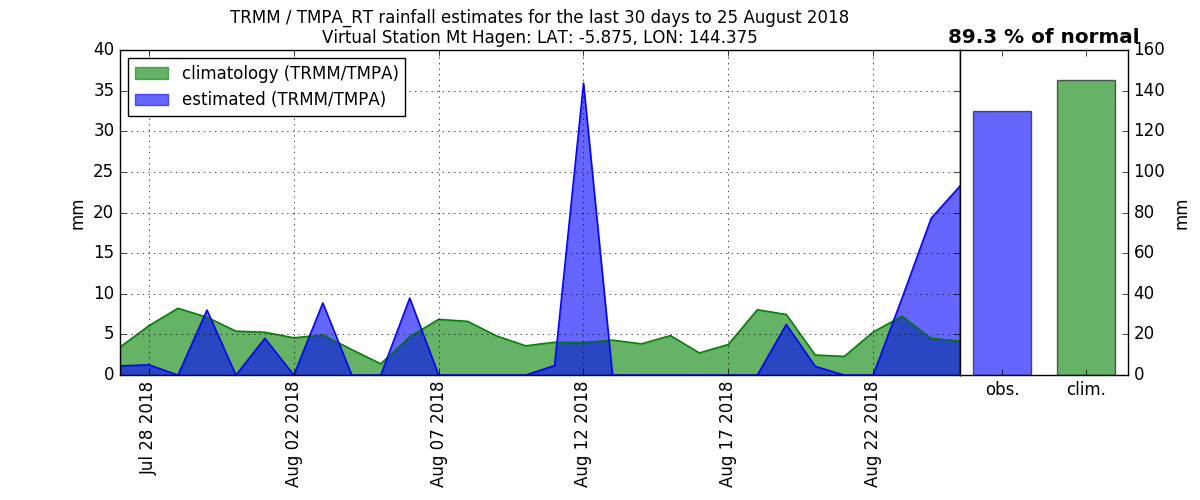 TRMM / TMPA_RT rainfall estimates for the last 30 days to 25 August 2018
Virtual Station Mt Hagen: LAT: -5.875, LON: 144.375
89.3 % of normal
climatology (TRMM/TMPA)
estimated (TRMM/TMPA)
40
35
30
25
20
15
10
5
0
mm
160
140
120
100
80
60
40
20
0
mm
Jul 28 2018
Aug 02 2018
Aug 07 2018
Aug 12 2018
Aug 17 2018
Aug 22 2018
obs.
clim.